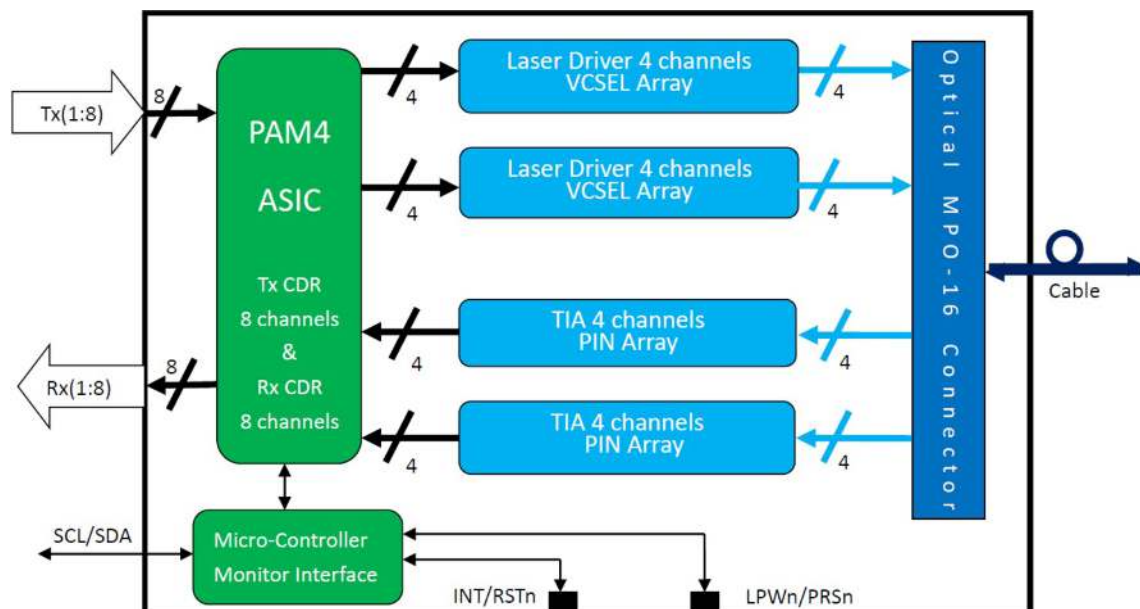 Tx(1:8)
8
PAM4
ASIC
Tx CDR
8 channels
&
Rx CDR
8 channels
4
Laser Driver 4 channels
VCSEL Array
4
4
Laser Driver 4 channels
VCSEL Array
4
4
TIA 4 channels
PIN Array
4
4
TIA 4 channels
PIN Array
4
Optical MPO-16 Connector
Cable
Rx(1:8)
8
SCL/SDA
Micro-Controller
Monitor Interface
INT/RSTn
LPWn/PRSn